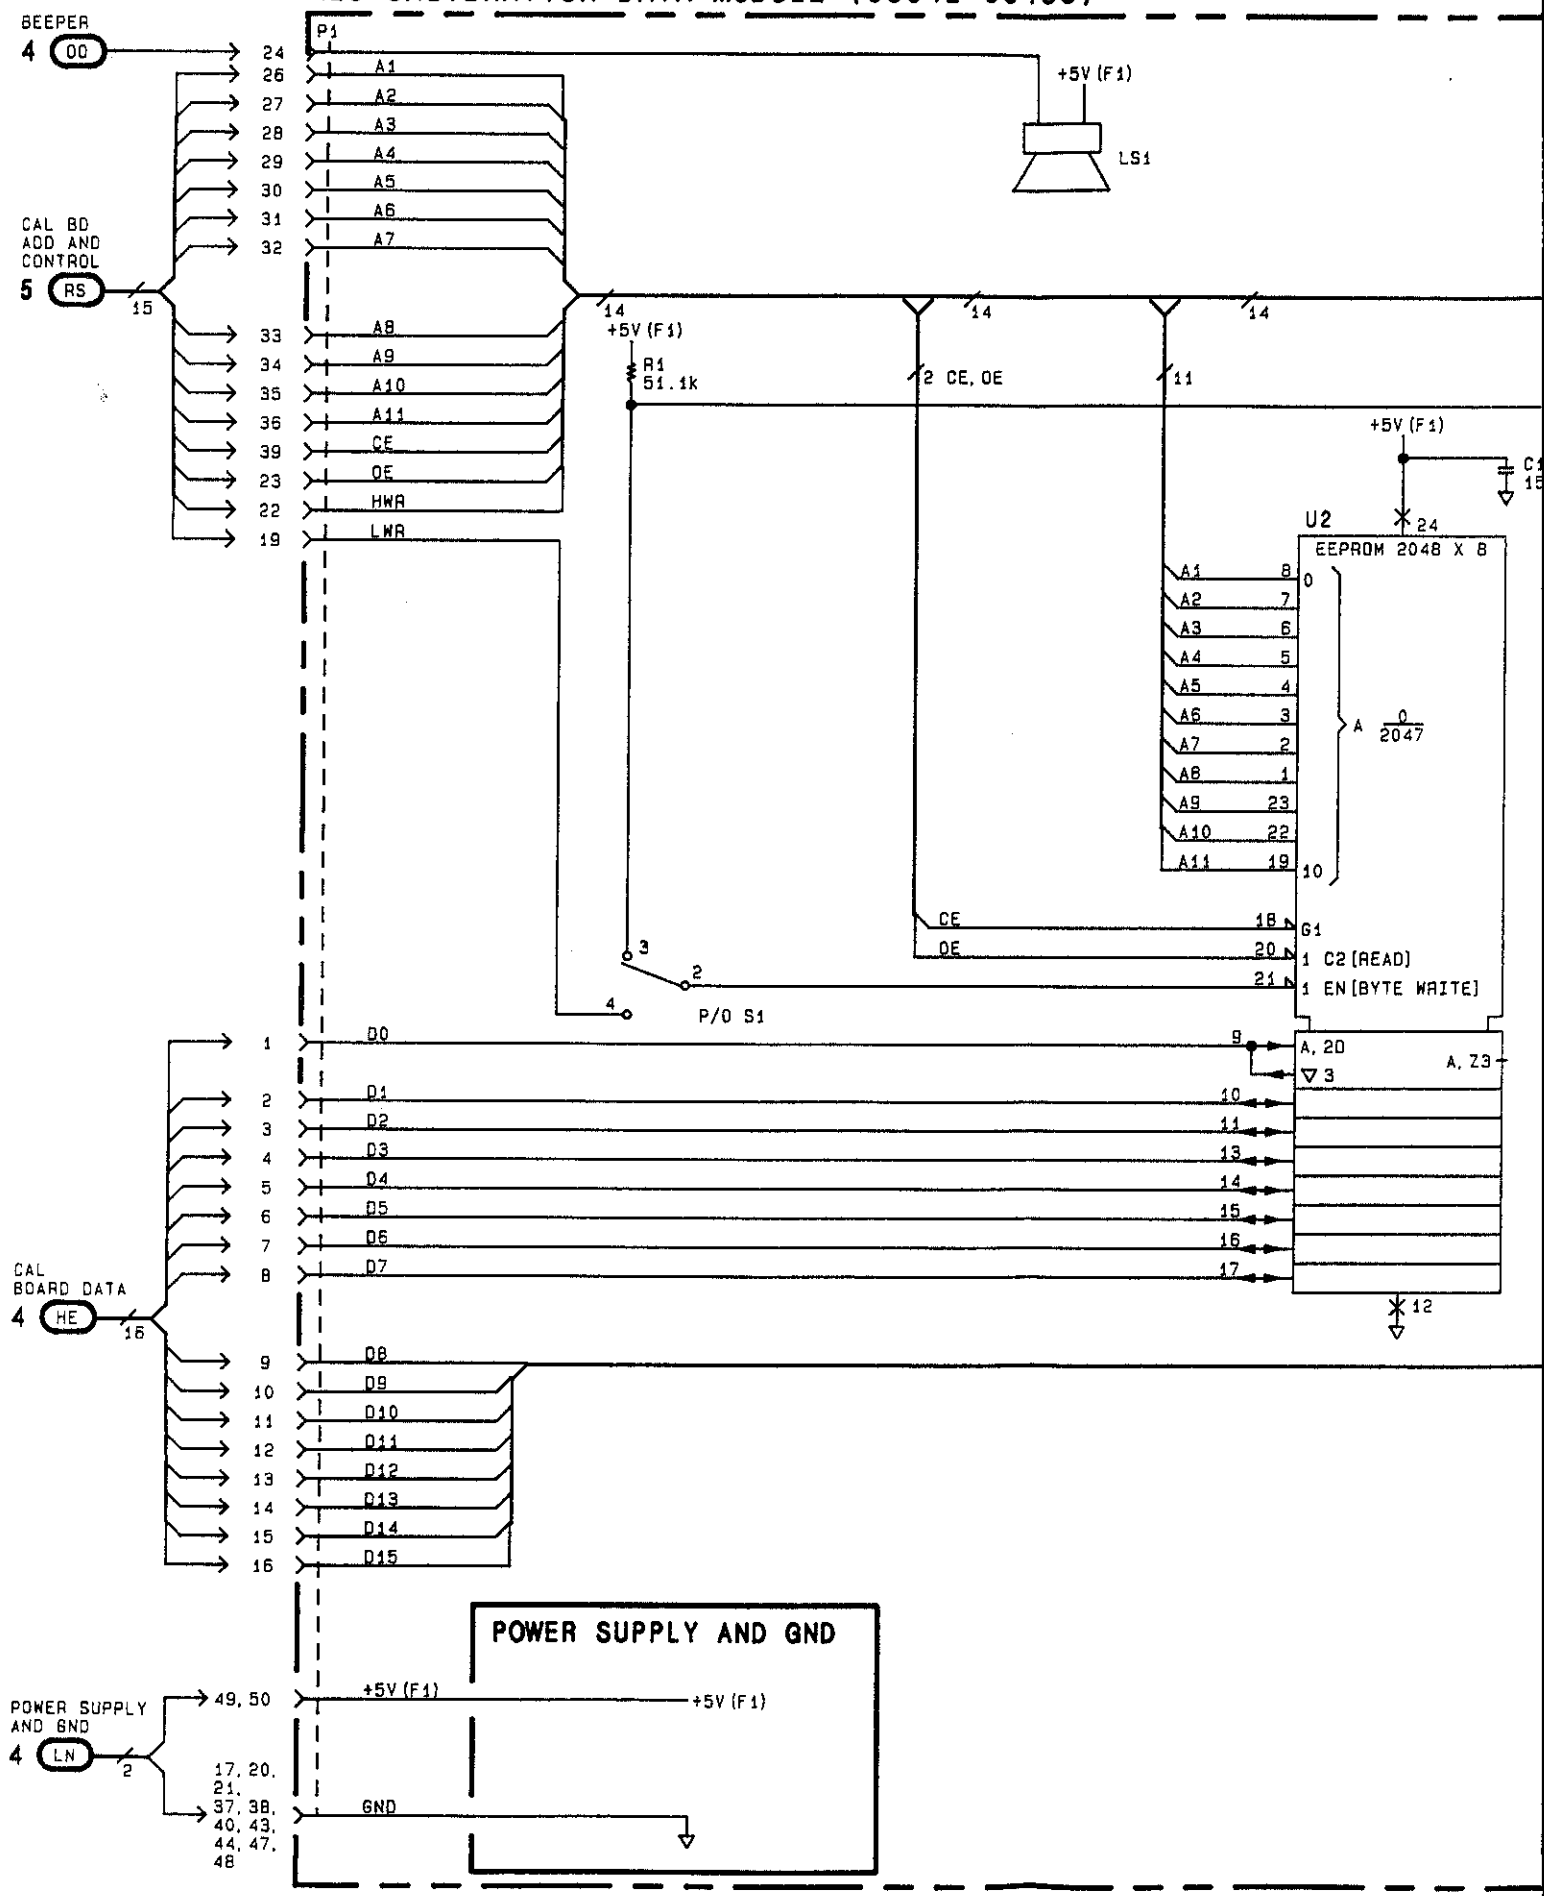 CALIBRATION DATA MODULE
BEEPER
4 OO
P1
24
26 A1
27 A2
28 A3
29 A4
30 A5
31 A6
32 A7
+5V(F1)
LS1
CAL BD
ADD AND
CONTROL
5 RS
15
14
14
14
33 A8
34 A9
35 A10
36 A11
39 CE
23 OE
22 HWR
19 LWR
+5V(F1)
R1
51.1k
2 CE, OE
11
+5V(F1)
C1
15
U2
24
EEPROM 2048 X 8
A1 8 0
A2 7
A3 6
A4 5
A5 4
A6 3
A7 2
A8 1
A9 23
A10 22
A11 19 10
A 0
2047
CE 18 G1
OE 20 1 C2[READ]
21 1 EN[BYTE WRITE]
3
2
4
P/O S1
1 D0 9 A, 2D
A, Z3
▽ 3
2 D1 10
3 D2 11
4 D3 13
5 D4 14
6 D5 15
7 D6 16
8 D7 17
12
CAL
BOARD DATA
4 HE
16
9 D8
10 D9
11 D10
12 D11
13 D12
14 D13
15 D14
16 D15
POWER SUPPLY AND GND
POWER SUPPLY
AND GND
4 LN
2
49, 50 +5V(F1) +5V(F1)
17, 20,
21,
37, 38,
40, 43,
44, 47,
48
GND